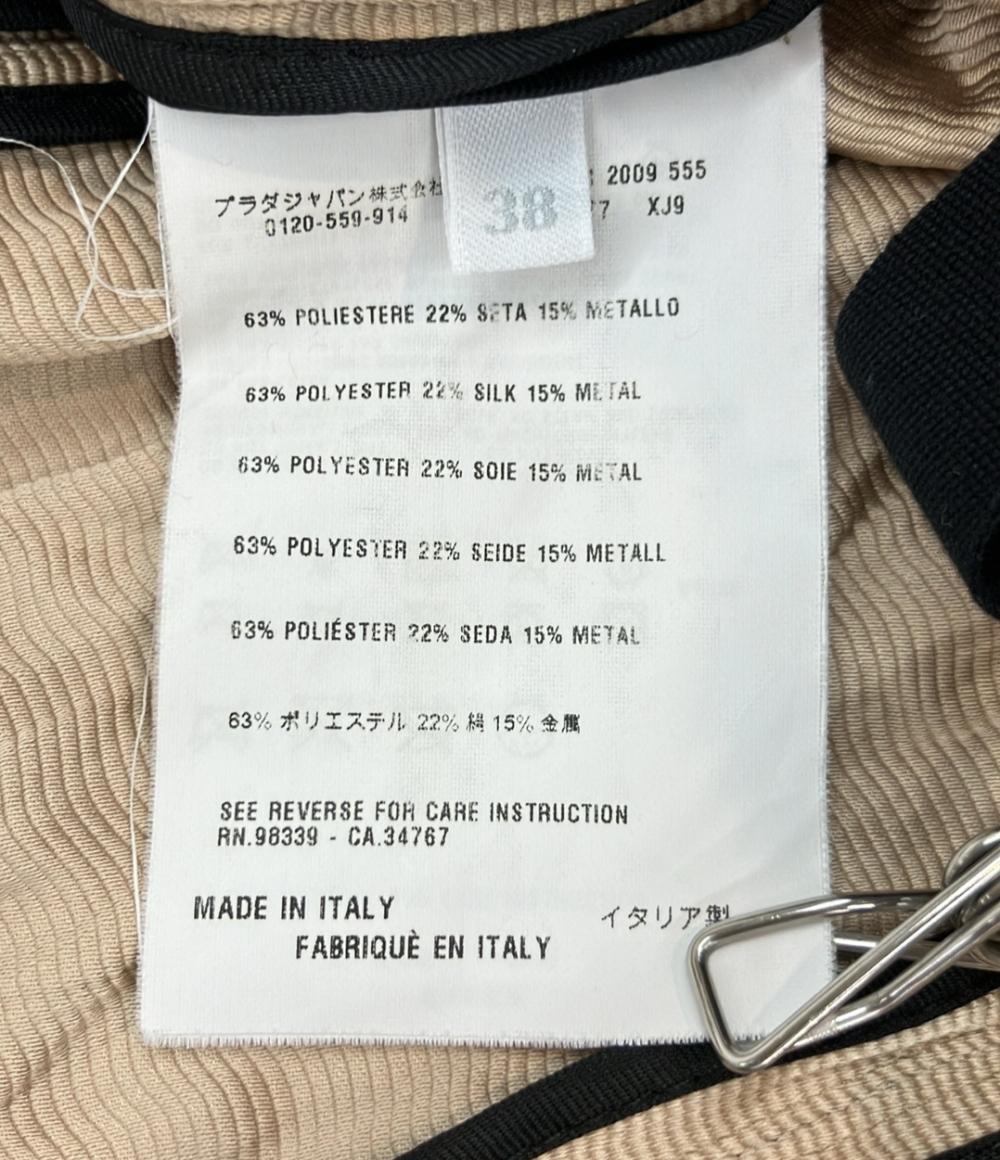 プラダジャパン株式会社 : 2009 555
0120-559-914 77 XJ9
38
63% POLIESTERE 22% SETA 15% METALLO
63% POLYESTER 22% SILK 15% METAL
63% POLYESTER 22% SOIE 15% METAL
63% POLYESTER 22% SEIDE 15% METALL
63% POLIÉSTER 22% SEDA 15% METAL
63% ポリエステル 22% 絹 15% 金属
SEE REVERSE FOR CARE INSTRUCTION
RN.98339 - CA.34767
MADE IN ITALY イタリア製
FABRIQUÈ EN ITALY